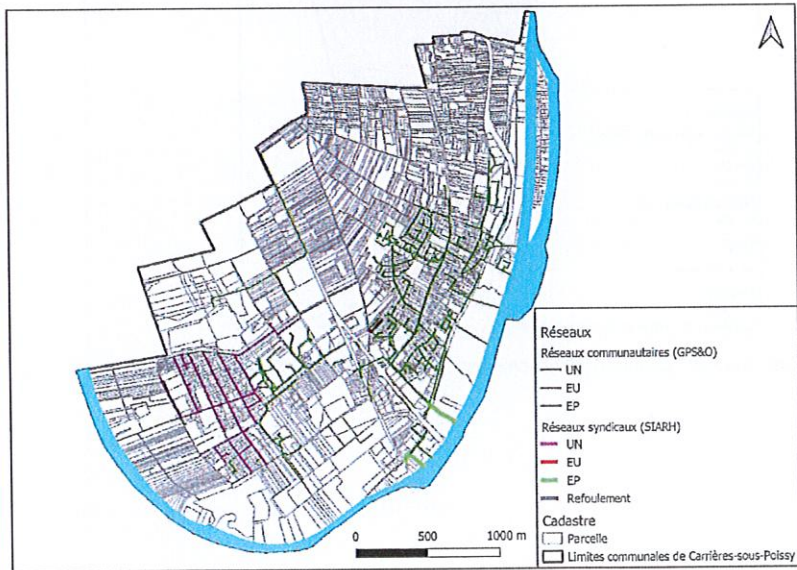 Réseaux
Réseaux communautaires (GPS&O)
UN
EU
EP
Réseaux syndicaux (SIARH)
UN
EU
EP
Refoulement
Cadastre
Parcelle
Limites communales de Carrières-sous-Poissy
0 500 1000 m